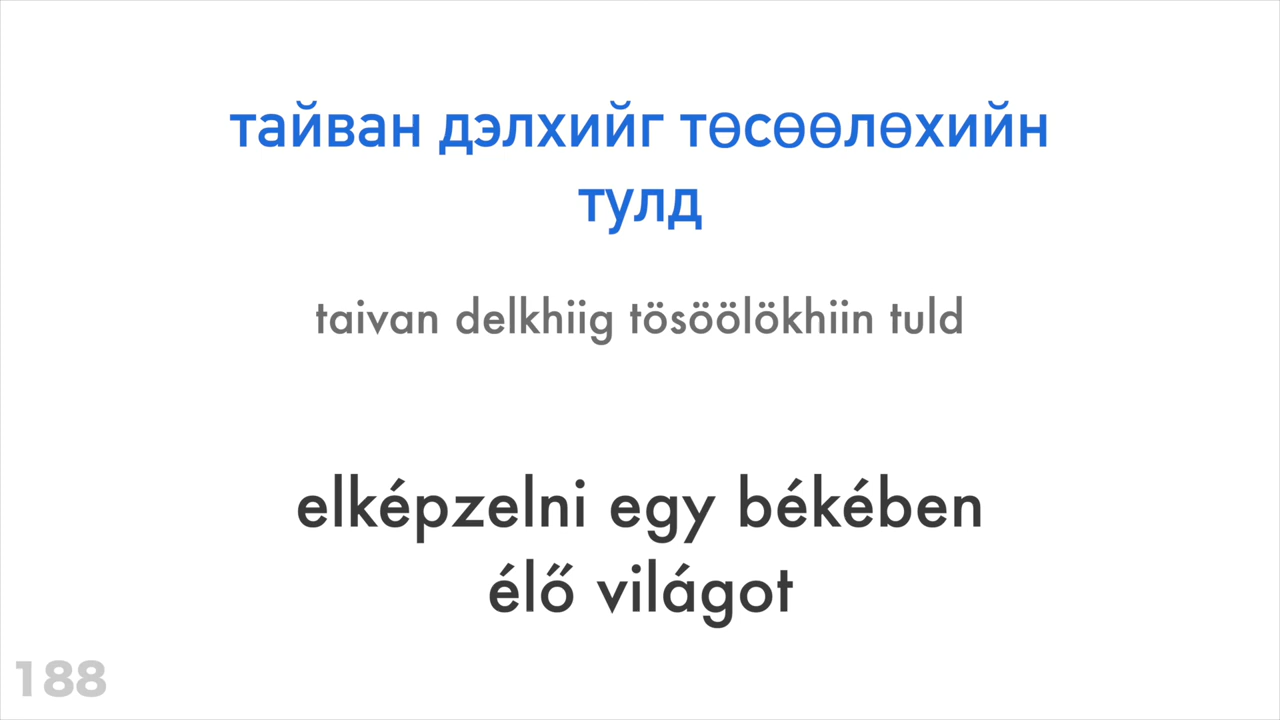 тайван дэлхийг төсөөлөхийн
тулд
taivan delkhiig tösöölökhiin tuld
elképzelni egy békében
élő világot
188